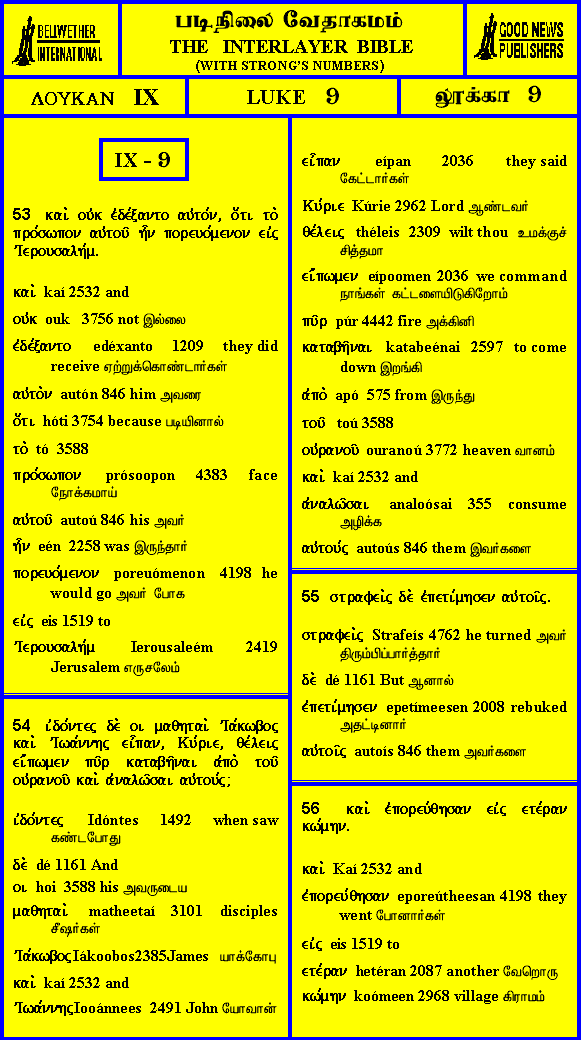 BELLWETHER
INTERNATIONAL
படிநிலை வேதாகமம்
THE INTERLAYER BIBLE
(WITH STRONG'S NUMBERS)
GOOD NEWS
PUBLISHERS
ΛΟΥΚΑΝ IX
LUKE 9
லூக்கா 9
IX - 9
53 καὶ οὐκ ἐδέξαντο αὐτόν, ὅτι τὸ
πρόσωπον αὐτοῦ ἦν πορευόμενον εἰς
Ἰερουσαλήμ.
καὶ kaí 2532 and
οὐκ ouk 3756 not இல்லை
ἐδέξαντο edéxanto 1209 they did
receive ஏற்றுக்கொண்டார்கள்
αὐτὸν autón 846 him அவரை
ὅτι hóti 3754 because படியினால்
τὸ tó 3588
πρόσωπον prósoopon 4383 face
நோக்கமாய்
αὐτοῦ autoú 846 his அவர்
ἦν eén 2258 was இருந்தார்
πορευόμενον poreuómenon 4198 he
would go அவர் போக
εἰς eis 1519 to
Ἰερουσαλήμ Ierousaleém 2419
Jerusalem எருசலேம்
54 ἰδόντες δὲ οι μαθηταὶ Ἰάκωβος
καὶ Ἰωάννης εἶπαν, Κύριε, θέλεις
εἴπωμεν πῦρ καταβῆναι ἀπὸ τοῦ
οὐρανοῦ καὶ ἀναλῶσαι αὐτούς;
ἰδόντες Idóntes 1492 when saw
கண்டபோது
δὲ dé 1161 And
οι hoi 3588 his அவருடைய
μαθηταὶ matheetaí 3101 disciples
சீஷர்கள்
Ἰάκωβος Iákoobos2385James யாக்கோபு
καὶ kaí 2532 and
Ἰωάννης Iooánnees 2491 John யோவான்
εἶπαν eípan 2036 they said
கேட்டார்கள்
Κύριε Kúrie 2962 Lord ஆண்டவர்
θέλεις théleis 2309 wilt thou உமக்குச்
சித்தமா
εἴπωμεν eípoomen 2036 we command
நாங்கள் கட்டளையிடுகிறோம்
πῦρ púr 4442 fire அக்கினி
καταβῆναι katabeénai 2597 to come
down இறங்கி
ἀπὸ apó 575 from இருந்து
τοῦ toú 3588
οὐρανοῦ ouranoú 3772 heaven வானம்
καὶ kaí 2532 and
ἀναλῶσαι analoósai 355 consume
அழிக்க
αὐτούς autoús 846 them இவர்களை
55 στραφεὶς δὲ ἐπετίμησεν αὐτοῖς.
στραφεὶς Strafeís 4762 he turned அவர்
திரும்பிப்பார்த்தார்
δὲ dé 1161 But ஆனால்
ἐπετίμησεν epetímeesen 2008 rebuked
அதட்டினார்
αὐτοῖς autoís 846 them அவர்களை
56 καὶ ἐπορεύθησαν εἰς ετέραν
κώμην.
καὶ Kaí 2532 and
ἐπορεύθησαν eporeútheesan 4198 they
went போனார்கள்
εἰς eis 1519 to
ετέραν hetéran 2087 another வேறொரு
κώμην koómeen 2968 village கிராமம்